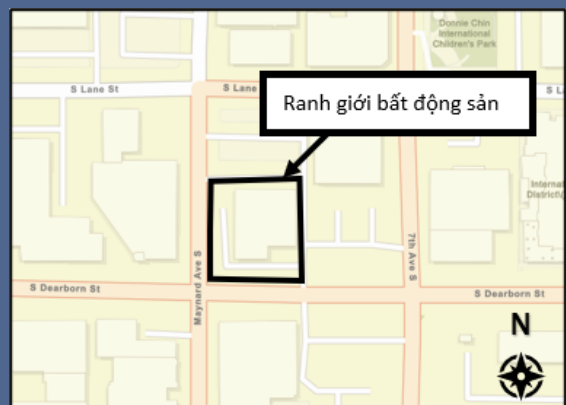 Donnie Chin
International
Children's Park
S Lane St
S Lane
S L
Ranh giới bất động sản
Interna
District/
Maynard Ave S
7th Ave S
S Dearborn St
S Dearborn St
N